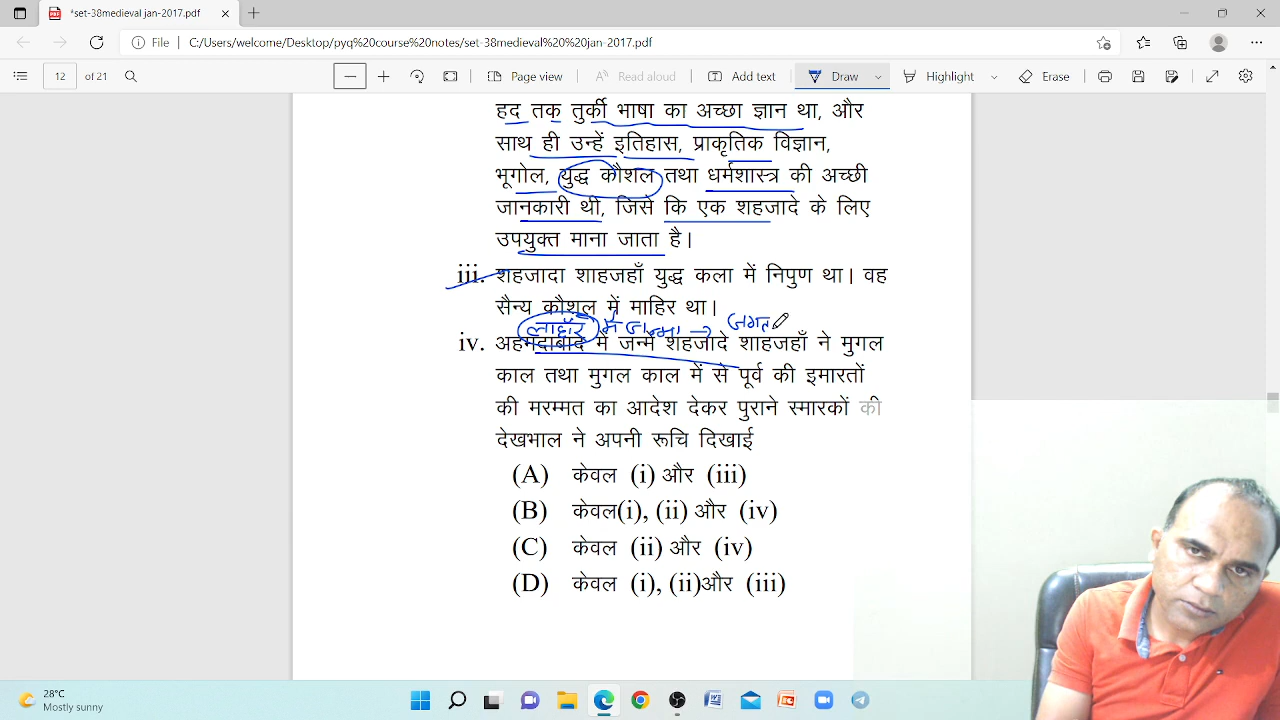 *set-38medieval jan-2017.pdf
File C:/Users/welcome/Desktop/pyq%20course%20notes/set-38medieval%20%20jan-2017.pdf
12 of 21 Page view Read aloud Add text Draw Highlight Erase
हद तक तुर्की भाषा का अच्छा ज्ञान था, और
साथ ही उन्हें इतिहास, प्राकृतिक विज्ञान,
भूगोल, युद्ध कौशल तथा धर्मशास्त्र की अच्छी
जानकारी थी, जिसे कि एक शहजादे के लिए
उपयुक्त माना जाता है।
iii. शहजादा शाहजहाँ युद्ध कला में निपुण था। वह
सैन्य कौशल में माहिर था।
लाहौर में जन्मा → जगत
iv. अहमदाबाद में जन्में शहजादे शाहजहाँ ने मुगल
काल तथा मुगल काल में से पूर्व की इमारतों
की मरम्मत का आदेश देकर पुराने स्मारकों की
देखभाल ने अपनी रूचि दिखाई
(A) केवल (i) और (iii)
(B) केवल(i), (ii) और (iv)
(C) केवल (ii) और (iv)
(D) केवल (i), (ii)और (iii)
28°C
Mostly sunny